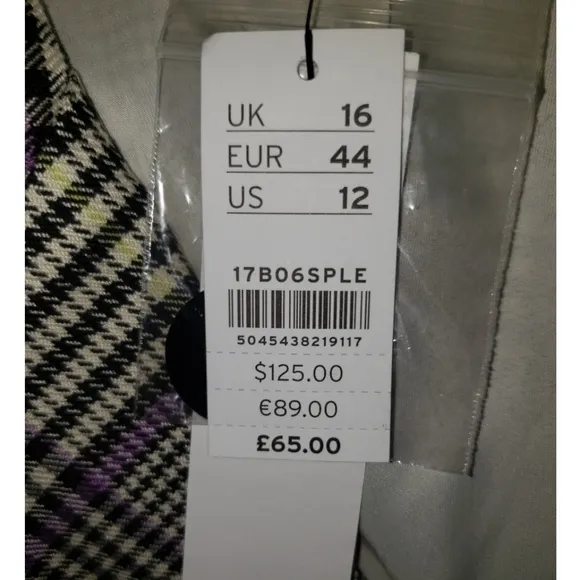 UK 16
EUR 44
US 12
17B06SPLE
5045438219117
$125.00
€89.00
£65.00